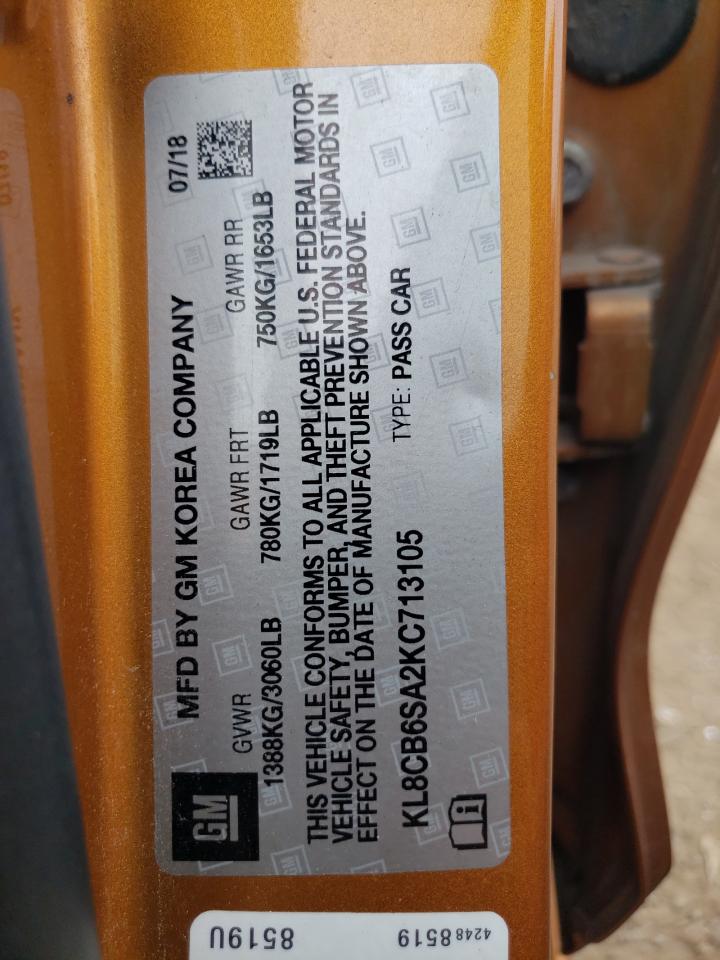 MFD BY GM KOREA COMPANY 07/18
GVWR GAWR FRT GAWR RR
1388KG/3060LB 780KG/1719LB 750KG/1653LB
THIS VEHICLE CONFORMS TO ALL APPLICABLE U.S. FEDERAL MOTOR
VEHICLE SAFETY, BUMPER, AND THEFT PREVENTION STANDARDS IN
EFFECT ON THE DATE OF MANUFACTURE SHOWN ABOVE.
KL8CB6SA2KC713105 TYPE: PASS CAR
GM
4248 8519 8519U